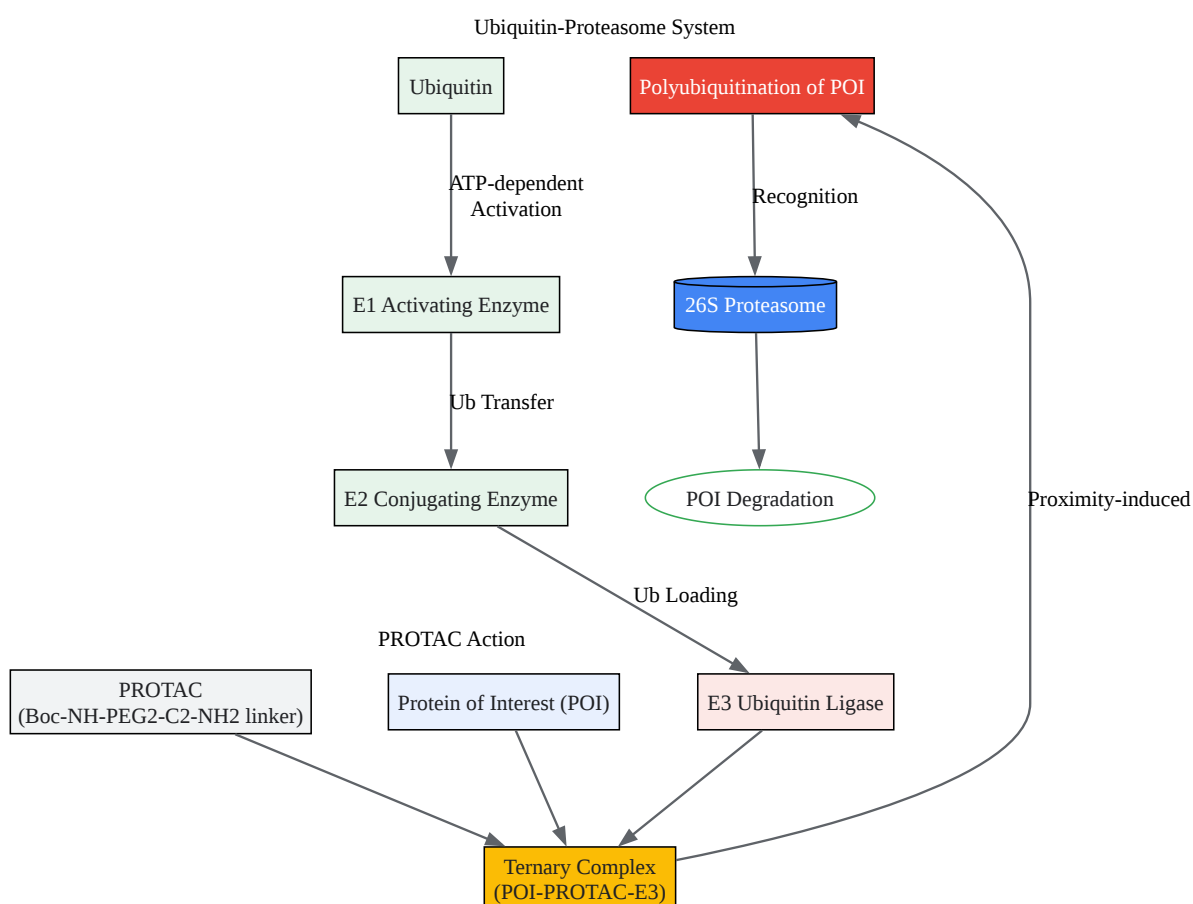 Ubiquitin-Proteasome System
Ubiquitin
Polyubiquitination of POI
ATP-dependent
Activation
Recognition
E1 Activating Enzyme
26S Proteasome
Ub Transfer
E2 Conjugating Enzyme
POI Degradation
Proximity-induced
Ub Loading
PROTAC Action
PROTAC
(Boc-NH-PEG2-C2-NH2 linker)
Protein of Interest (POI)
E3 Ubiquitin Ligase
Ternary Complex
(POI-PROTAC-E3)